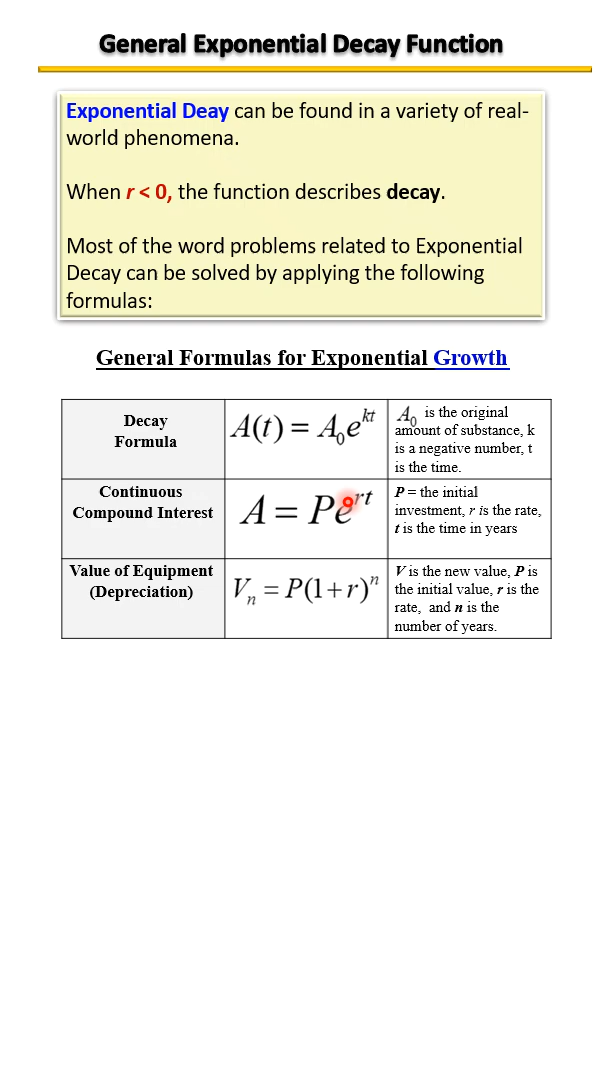 General Exponential Decay Function
Exponential Deay can be found in a variety of real-
world phenomena.
When r < 0, the function describes decay.
Most of the word problems related to Exponential
Decay can be solved by applying the following
formulas:
General Formulas for Exponential Growth
Decay
Formula
A(t) = A₀e^{kt}
A₀ is the original
amount of substance, k
is a negative number, t
is the time.
Continuous
Compound Interest
A = Pe^{rt}
P = the initial
investment, r is the rate,
t is the time in years
Value of Equipment
(Depreciation)
Vₙ = P(1+r)ⁿ
V is the new value, P is
the initial value, r is the
rate, and n is the
number of years.